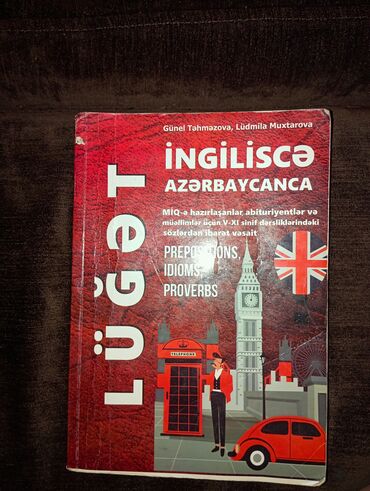 Günel Təhməzova, Lüdmila Muxtarova
LÜĞƏT
İNGİLİSCƏ
AZƏRBAYCANCA
MİQ-ə hazırlaşanlar abituriyentlər və
müəllimlər üçün V-XI sinif dərsliklərindəki
sözlərdən ibarət vəsait
PREPOSITIONS,
IDIOMS,
PROVERBS
TELEPHONE